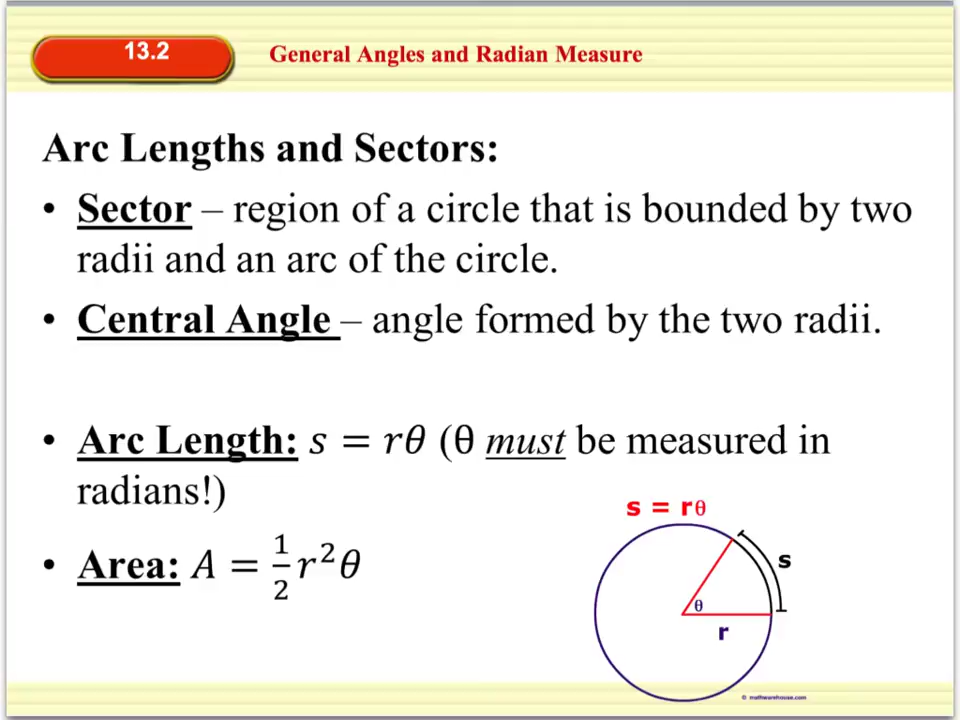 13.2
General Angles and Radian Measure
Arc Lengths and Sectors:
• Sector – region of a circle that is bounded by two
radii and an arc of the circle.
• Central Angle – angle formed by the two radii.
• Arc Length: s = rθ (θ must be measured in
radians!)
• Area: A = 1/2 r²θ
s = rθ
s
θ
r
© mathwarehouse.com